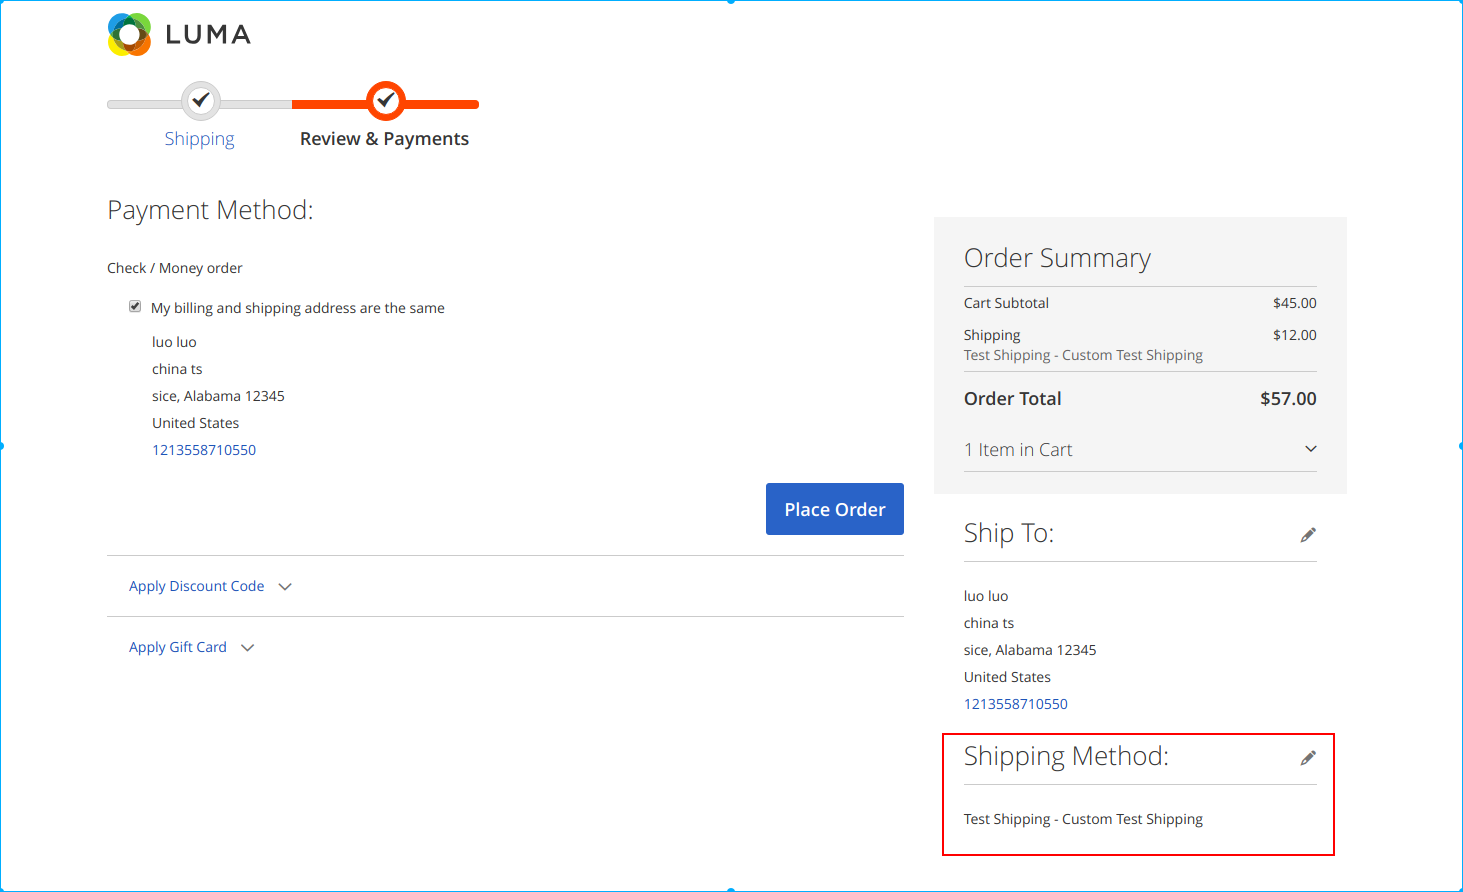 LUMA
Shipping
Review & Payments
Payment Method:
Check / Money order
My billing and shipping address are the same
luo luo
china ts
sice, Alabama 12345
United States
1213558710550
Place Order
Apply Discount Code
Apply Gift Card
Order Summary
Cart Subtotal $45.00
Shipping $12.00
Test Shipping - Custom Test Shipping
Order Total $57.00
1 Item in Cart
Ship To:
luo luo
china ts
sice, Alabama 12345
United States
1213558710550
Shipping Method:
Test Shipping - Custom Test Shipping